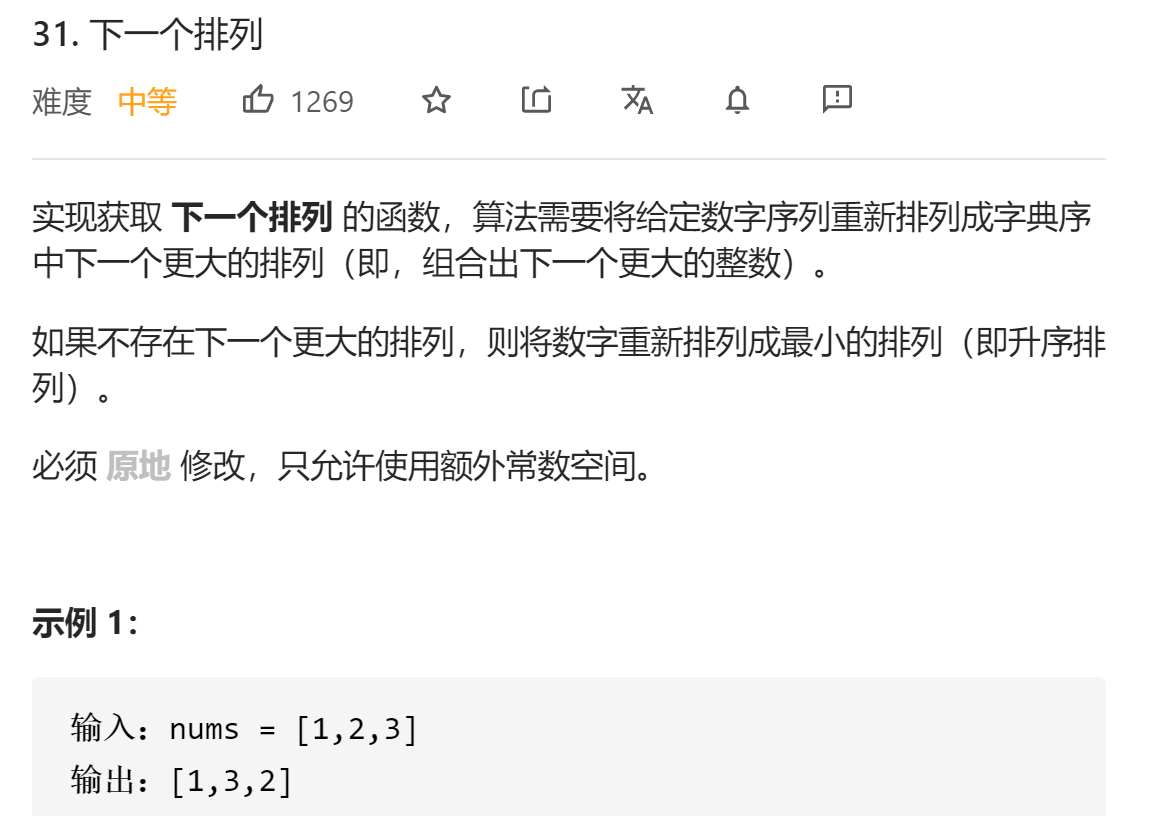 31. 下一个排列
难度 中等 1269
实现获取 下一个排列 的函数，算法需要将给定数字序列重新排列成字典序
中下一个更大的排列（即，组合出下一个更大的整数）。
如果不存在下一个更大的排列，则将数字重新排列成最小的排列（即升序排
列）。
必须 原地 修改，只允许使用额外常数空间。
示例 1：
输入：nums = [1,2,3]
输出：[1,3,2]